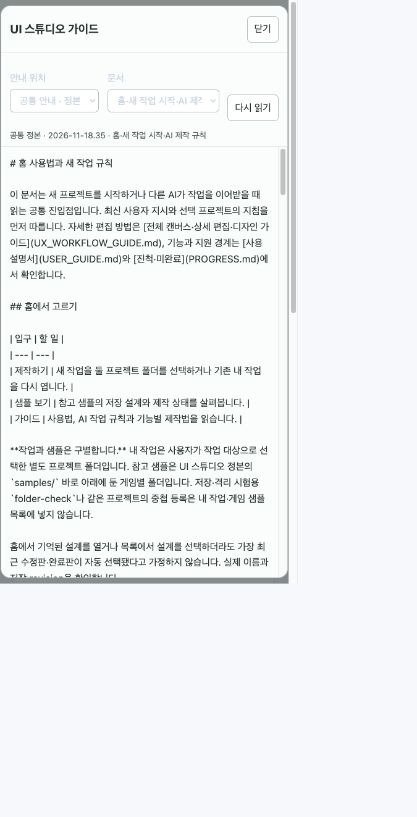 UI 스튜디오 가이드
닫기
안내 위치
문서
공통 안내 · 정본
홈·새 작업 시작·AI 제작
다시 읽기
공통 정본 · 2026-11-18.35 · 홈·새 작업 시작·AI 제작 규칙
# 홈 사용법과 새 작업 규칙
이 문서는 새 프로젝트를 시작하거나 다른 AI가 작업을 이어받을 때
읽는 공통 진입점입니다. 최신 사용자 지시와 선택 프로젝트의 지침을
먼저 따릅니다. 자세한 편집 방법은 [전체 캔버스·상세 편집·디자인 가
이드](UX_WORKFLOW_GUIDE.md), 기능과 지원 경계는 [사용
설명서](USER_GUIDE.md)와 [진척·미완료](PROGRESS.md)에
서 확인합니다.
## 홈에서 고르기
| 입구 | 할 일 |
| --- | --- |
| 제작하기 | 새 작업을 둘 프로젝트 폴더를 선택하거나 기존 내 작업
을 다시 엽니다. |
| 샘플 보기 | 참고 샘플의 저장 설계와 제작 상태를 살펴봅니다. |
| 가이드 | 사용법, AI 작업 규칙과 기능별 제작법을 읽습니다. |
**작업과 샘플은 구별합니다.** 내 작업은 사용자가 작업 대상으로 선
택한 별도 프로젝트 폴더입니다. 참고 샘플은 UI 스튜디오 정본의
`samples/` 바로 아래에 둔 게임별 폴더입니다. 저장·격리 시험용
`folder-check`나 같은 프로젝트의 중첩 등록은 내 작업·게임 샘플
목록에 넣지 않습니다.
홈에서 기억된 설계를 열거나 목록에서 설계를 선택하더라도 가장 최
근 수정판·완료판이 자동 선택됐다고 가정하지 않습니다. 실제 이름과
저장 revision을 확인합니다.